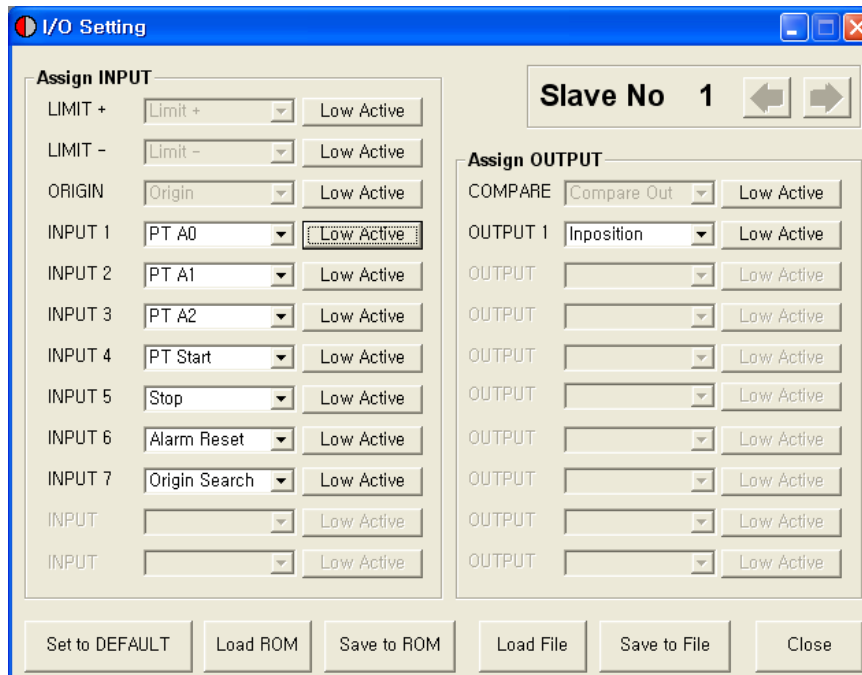 I/O Setting
Assign INPUT
LIMIT + Limit + Low Active
LIMIT - Limit - Low Active
ORIGIN Origin Low Active
INPUT 1 PT A0 Low Active
INPUT 2 PT A1 Low Active
INPUT 3 PT A2 Low Active
INPUT 4 PT Start Low Active
INPUT 5 Stop Low Active
INPUT 6 Alarm Reset Low Active
INPUT 7 Origin Search Low Active
INPUT Low Active
INPUT Low Active
Slave No 1
Assign OUTPUT
COMPARE Compare Out Low Active
OUTPUT 1 Inposition Low Active
OUTPUT Low Active
OUTPUT Low Active
OUTPUT Low Active
OUTPUT Low Active
OUTPUT Low Active
OUTPUT Low Active
OUTPUT Low Active
OUTPUT Low Active
Set to DEFAULT Load ROM Save to ROM Load File Save to File Close